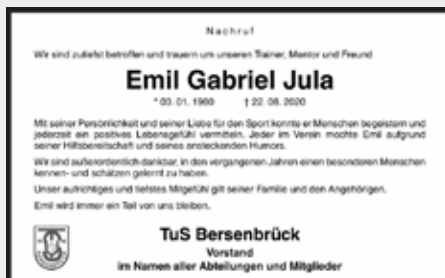 Nachruf
Wir sind zutiefst betroffen und trauern um unseren Trainer, Mentor und Freund
Emil Gabriel Jula
* 03. 01. 1980 † 22. 08. 2020
Mit seiner Persönlichkeit und seiner Liebe für den Sport konnte er Menschen begeistern und
jederzeit ein positives Lebensgefühl vermitteln. Jeder im Verein mochte Emil aufgrund
seiner Hilfsbereitschaft und seines ansteckenden Humors.
Wir sind außerordentlich dankbar, in den vergangenen Jahren einen besonderen Menschen
kennen- und schätzen gelernt zu haben.
Unser aufrichtiges und tiefstes Mitgefühl gilt seiner Familie und den Angehörigen.
Emil wird immer ein Teil von uns bleiben.
TuS Bersenbrück
Vorstand
im Namen aller Abteilungen und Mitglieder